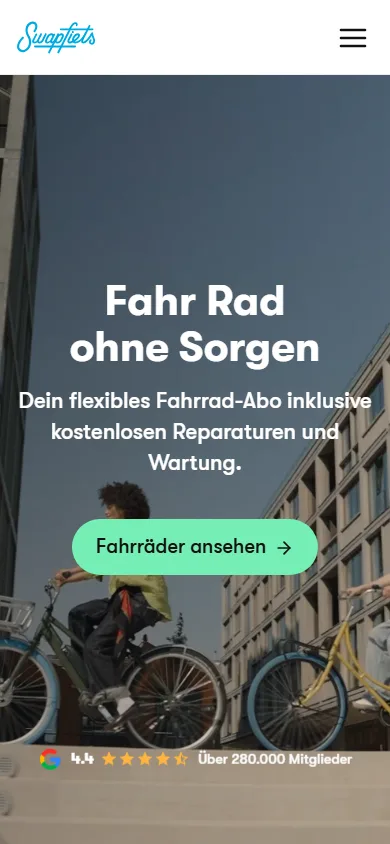 Swapfiets
Fahr Rad
ohne Sorgen
Dein flexibles Fahrrad-Abo inklusive
kostenlosen Reparaturen und
Wartung.
Fahrräder ansehen →
4.4 Über 280.000 Mitglieder